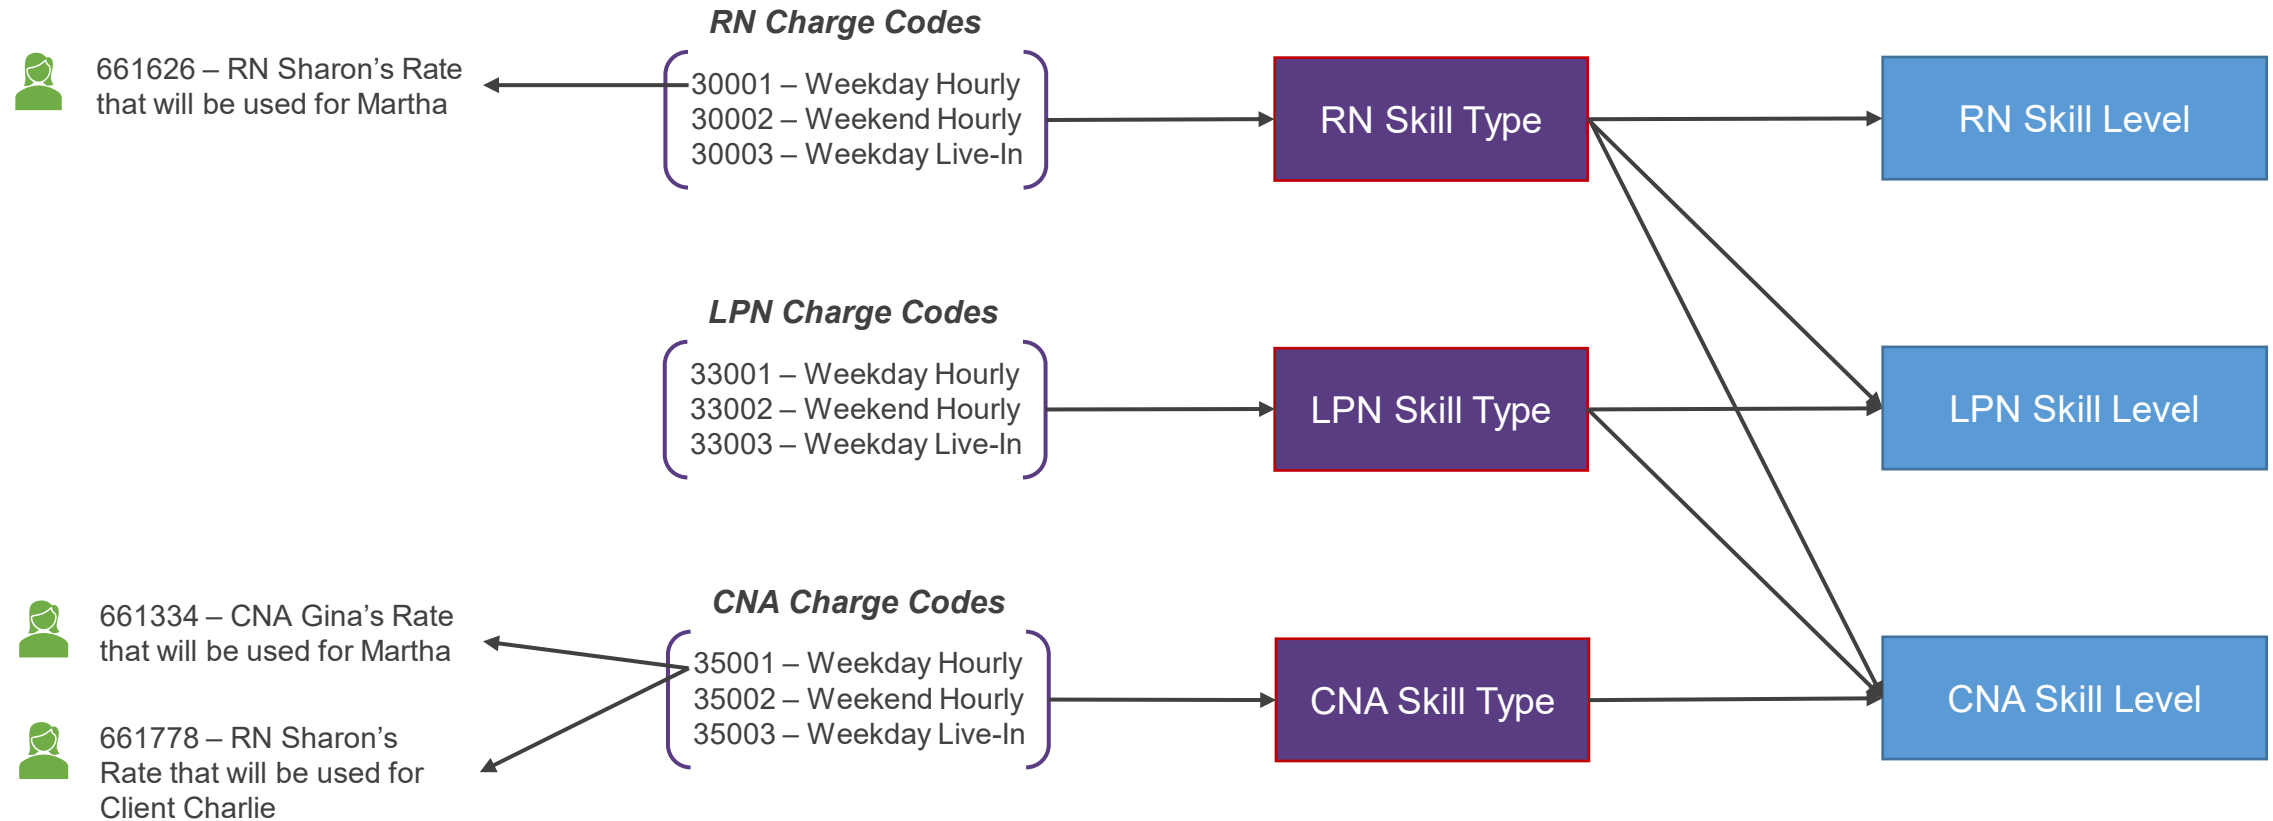 RN Charge Codes
661626 – RN Sharon’s Rate
that will be used for Martha
30001 – Weekday Hourly
30002 – Weekend Hourly
30003 – Weekday Live-In
RN Skill Type
RN Skill Level
LPN Charge Codes
33001 – Weekday Hourly
33002 – Weekend Hourly
33003 – Weekday Live-In
LPN Skill Type
LPN Skill Level
CNA Charge Codes
661334 – CNA Gina’s Rate
that will be used for Martha
661778 – RN Sharon’s
Rate that will be used for
Client Charlie
35001 – Weekday Hourly
35002 – Weekend Hourly
35003 – Weekday Live-In
CNA Skill Type
CNA Skill Level